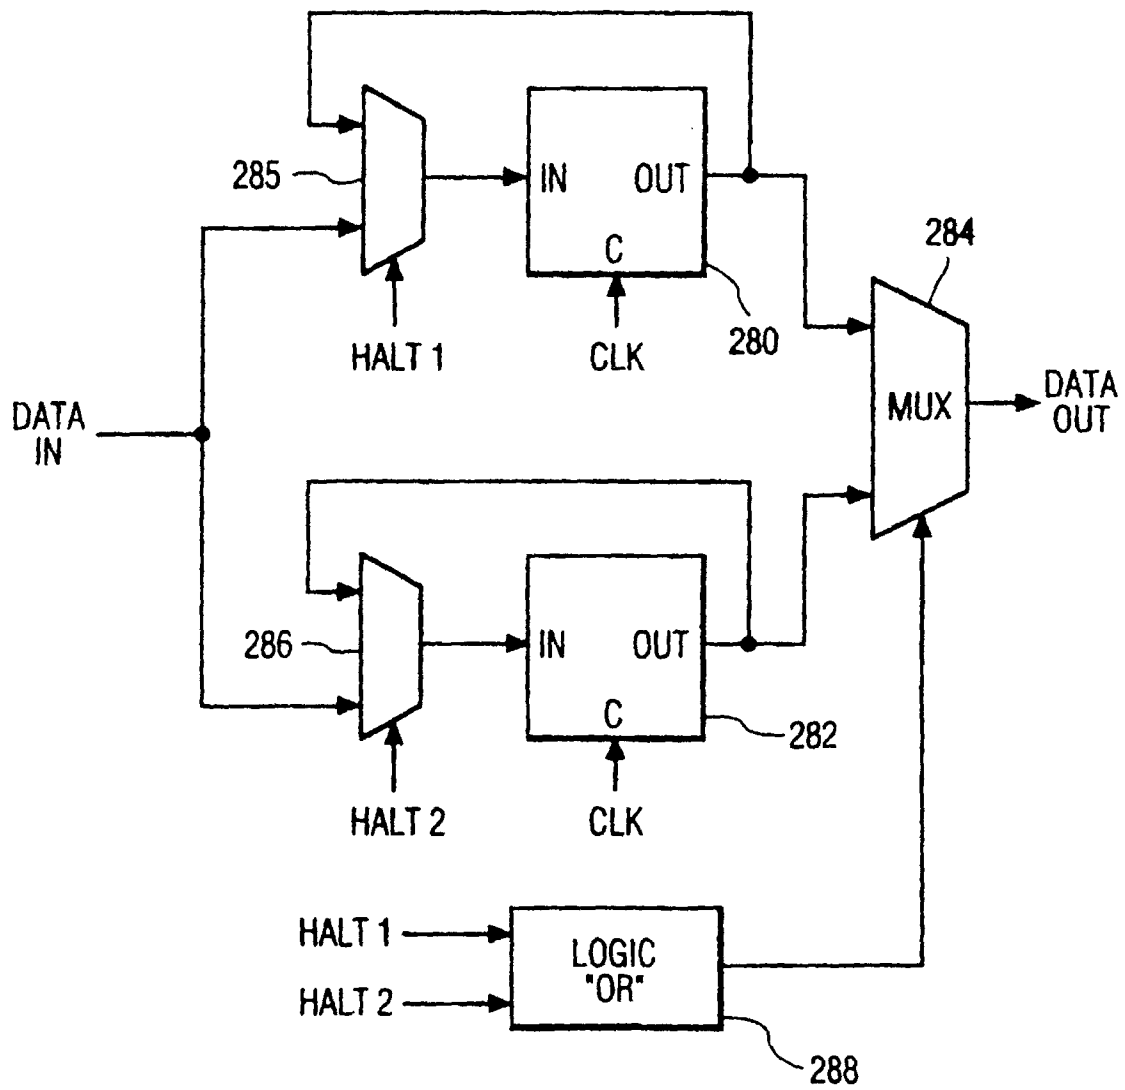 285
IN
OUT
C
280
HALT 1
CLK
284
MUX
DATA
OUT
DATA
IN
286
IN
OUT
C
282
HALT 2
CLK
HALT 1
HALT 2
LOGIC
"OR"
288